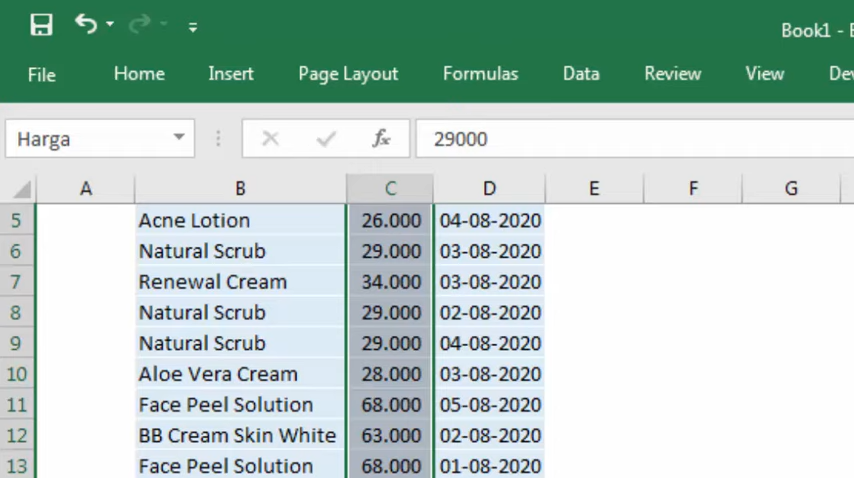 Book1 - E
File Home Insert Page Layout Formulas Data Review View Dev
Harga fx 29000
A B C D E F G
5 Acne Lotion 26.000 04-08-2020
6 Natural Scrub 29.000 03-08-2020
7 Renewal Cream 34.000 03-08-2020
8 Natural Scrub 29.000 02-08-2020
9 Natural Scrub 29.000 04-08-2020
10 Aloe Vera Cream 28.000 03-08-2020
11 Face Peel Solution 68.000 05-08-2020
12 BB Cream Skin White 63.000 02-08-2020
13 Face Peel Solution 68.000 01-08-2020